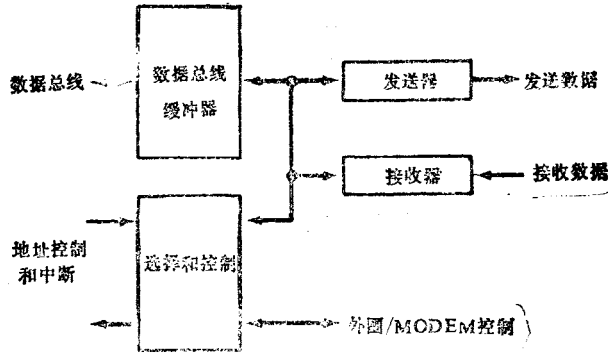 数据总线
数据总线
缓冲器
发送器
发送数据
接收器
接收数据
地址控制
和中断
选择和控制
外围/MODEM控制